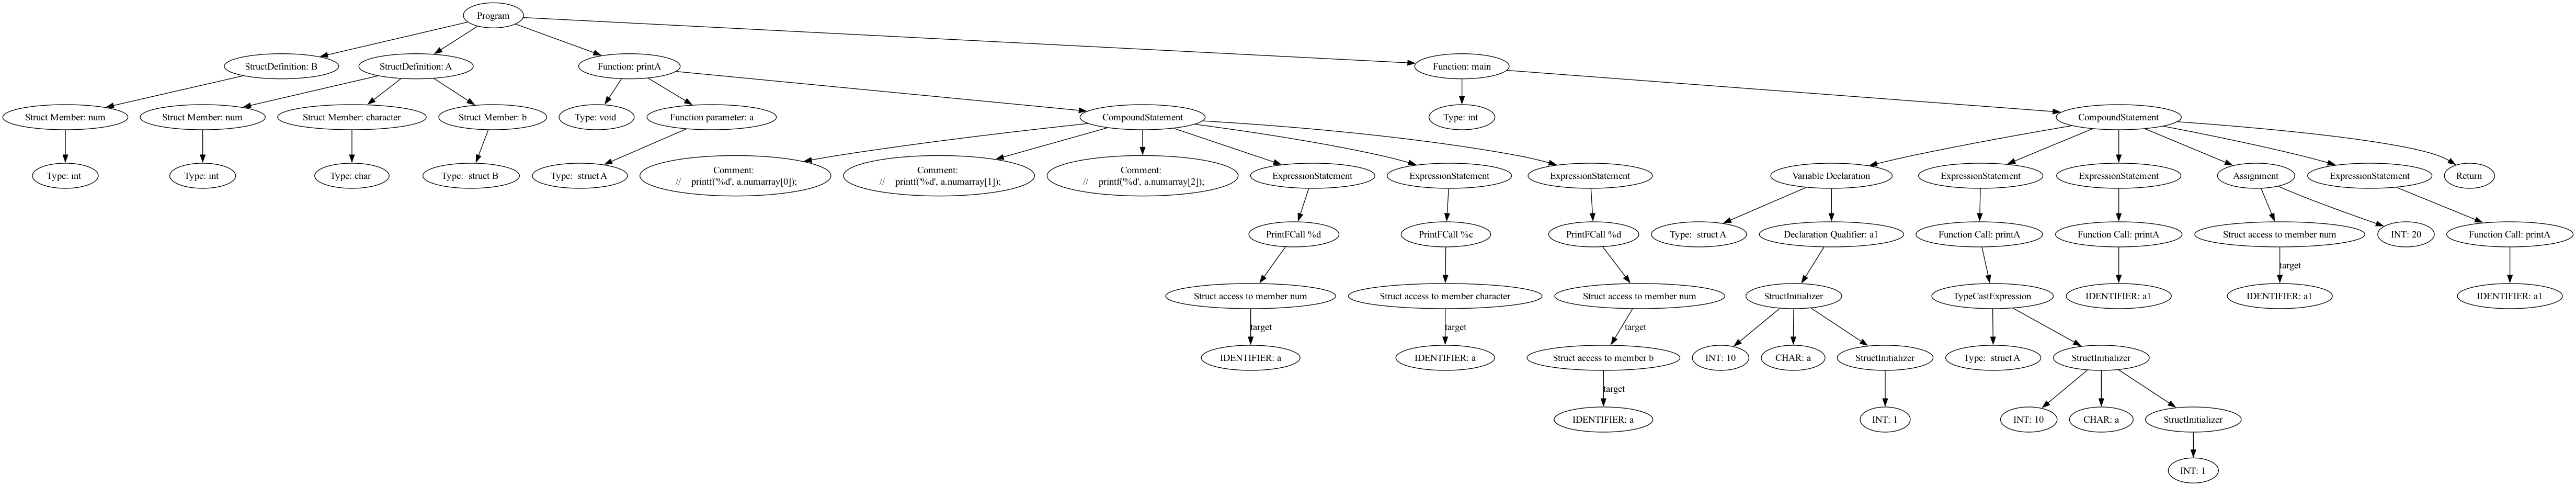 Program
StructDefinition: B
StructDefinition: A
Function: printA
Function: main
Struct Member: num
Struct Member: num
Struct Member: character
Struct Member: b
Type: void
Function parameter: a
CompoundStatement
Type: int
CompoundStatement
Type: int
Type: int
Type: char
Type:  struct B
Type:  struct A
Comment:
//    printf('%d', a.numarray[0]);
Comment:
//    printf('%d', a.numarray[1]);
Comment:
//    printf('%d', a.numarray[2]);
ExpressionStatement
ExpressionStatement
ExpressionStatement
Variable Declaration
ExpressionStatement
ExpressionStatement
Assignment
ExpressionStatement
Return
PrintFCall %d
PrintFCall %c
PrintFCall %d
Type:  struct A
Declaration Qualifier: a1
Function Call: printA
Function Call: printA
Struct access to member num
INT: 20
Function Call: printA
target
Struct access to member num
Struct access to member character
Struct access to member num
StructInitializer
TypeCastExpression
IDENTIFIER: a1
IDENTIFIER: a1
IDENTIFIER: a1
target
target
target
IDENTIFIER: a
IDENTIFIER: a
Struct access to member b
INT: 10
CHAR: a
StructInitializer
Type:  struct A
StructInitializer
target
IDENTIFIER: a
INT: 1
INT: 10
CHAR: a
StructInitializer
INT: 1